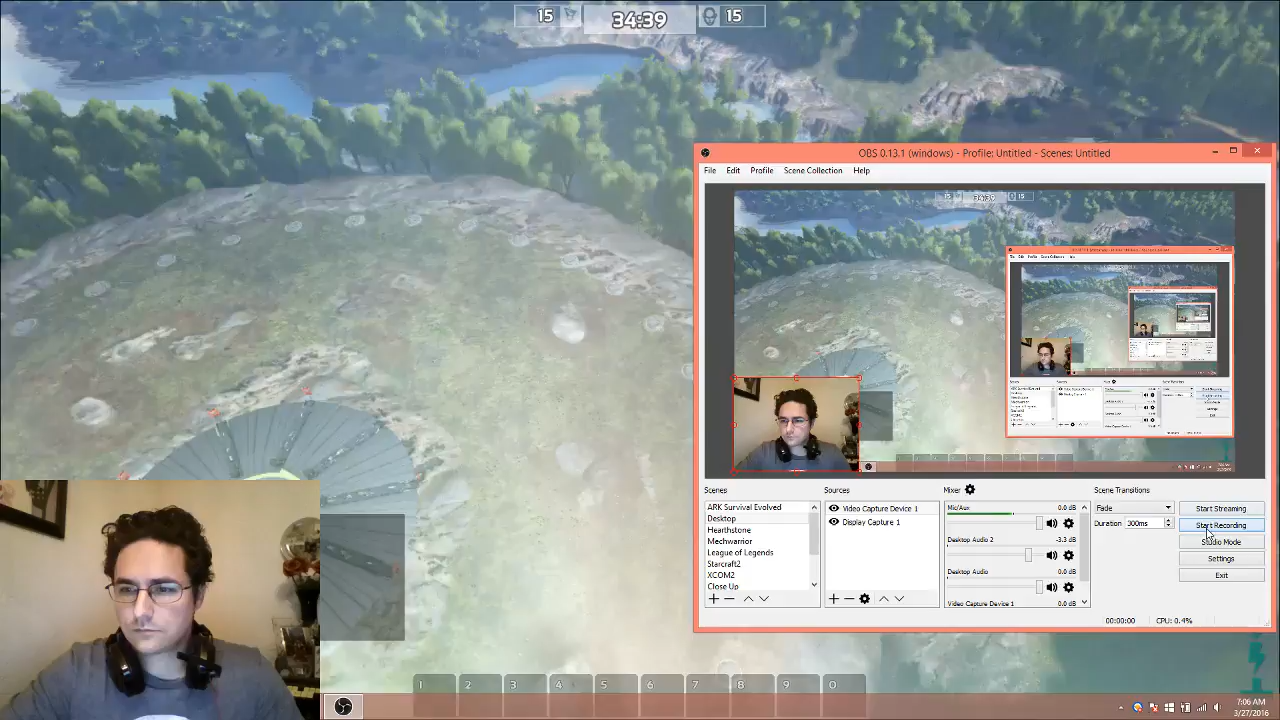 15
34:39
15
OBS 0.13.1 (windows) - Profile: Untitled - Scenes: Untitled
File Edit Profile Scene Collection Help
15 34:39 15
Scenes Sources Mixer Scene Transitions
ARK Survival Evolved
Desktop
Hearthstone
Mechwarrior
League of Legends
Starcraft2
XCOM2
Close Up
Video Capture Device 1
Display Capture 1
Mic/Aux 0.0 dB
Desktop Audio 2 -3.3 dB
Desktop Audio 0.0 dB
Video Capture Device 1 0.0 dB
Fade
Duration 300ms
Start Streaming
Start Recording
Studio Mode
Settings
Exit
00:00:00 CPU: 0.4%
1 2 3 4 5 6 7 8 9 0
7:06 AM
3/27/2016